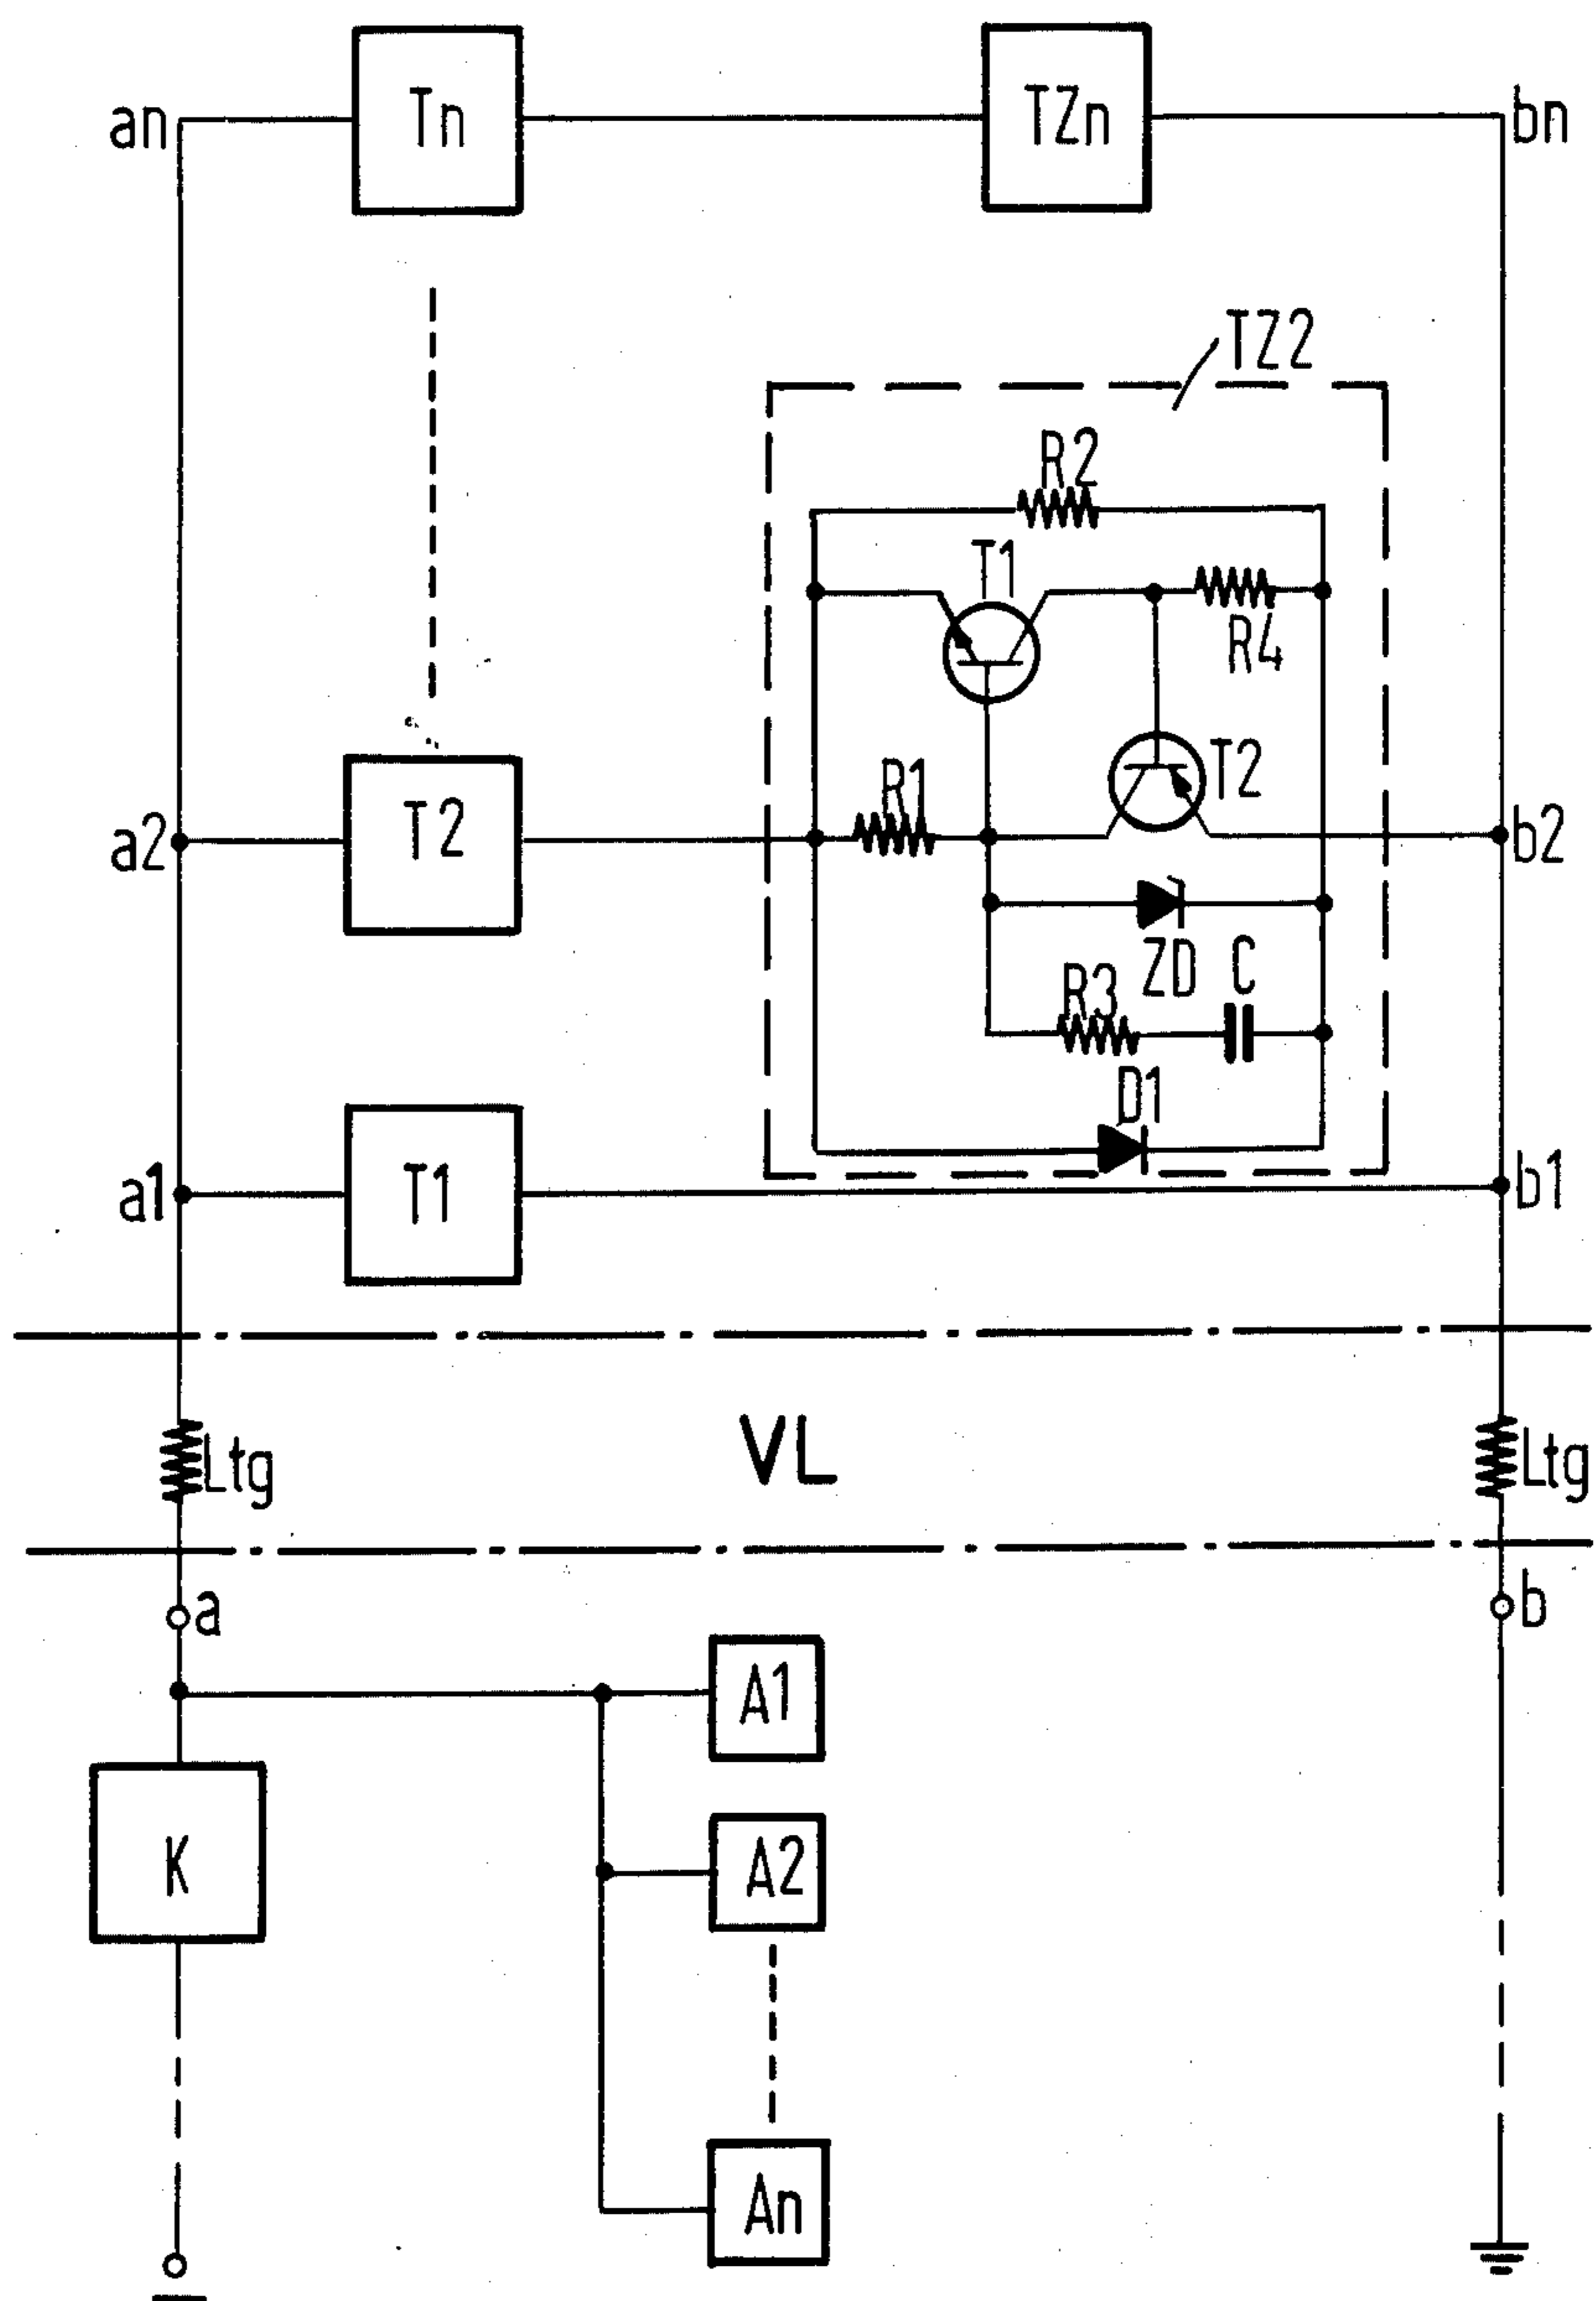 an Tn TZn bn
TZ2
R2
T1
R4
R1 T2
a2 T2 b2
ZD C
R3
D1
a1 T1 b1
Ltg VL Ltg
a b
A1
K A2
An